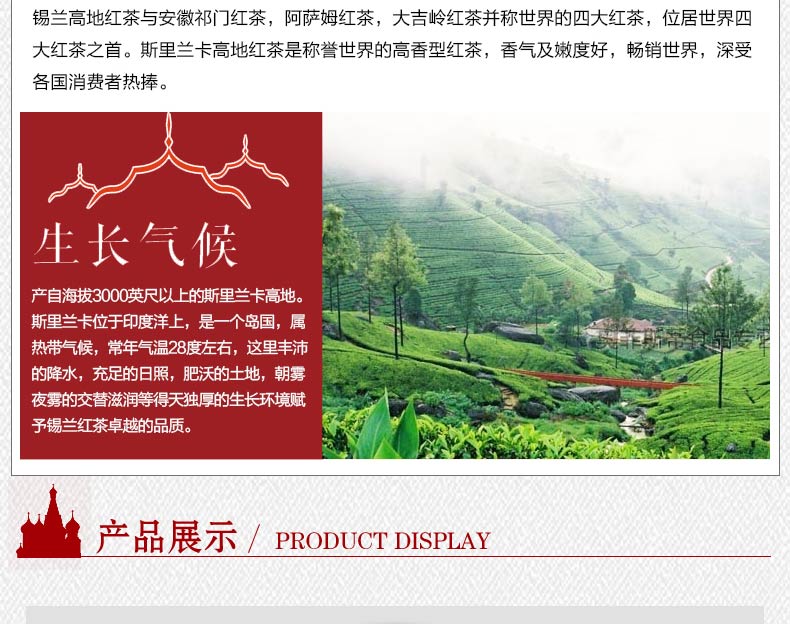 锡兰高地红茶与安徽祁门红茶，阿萨姆红茶，大吉岭红茶并称世界的四大红茶，位居世界四
大红茶之首。斯里兰卡高地红茶是称誉世界的高香型红茶，香气及嫩度好，畅销世界，深受
各国消费者热捧。
生长气候
产自海拔3000英尺以上的斯里兰卡高地。
斯里兰卡位于印度洋上，是一个岛国，属
热带气候，常年气温28度左右，这里丰沛
的降水，充足的日照，肥沃的土地，朝雾
夜雾的交替滋润等得天独厚的生长环境赋
予锡兰红茶卓越的品质。
产品展示 / PRODUCT DISPLAY